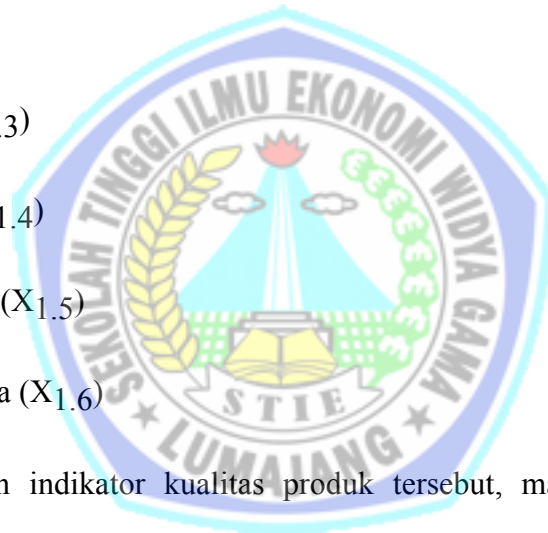 .3)
1.4)
(X1.5)
a (X1.6)
indikator kualitas produk tersebut, ma
SEKOLAH TINGGI ILMU EKONOMI WIDYA GAMA
STIE
LUMAJANG